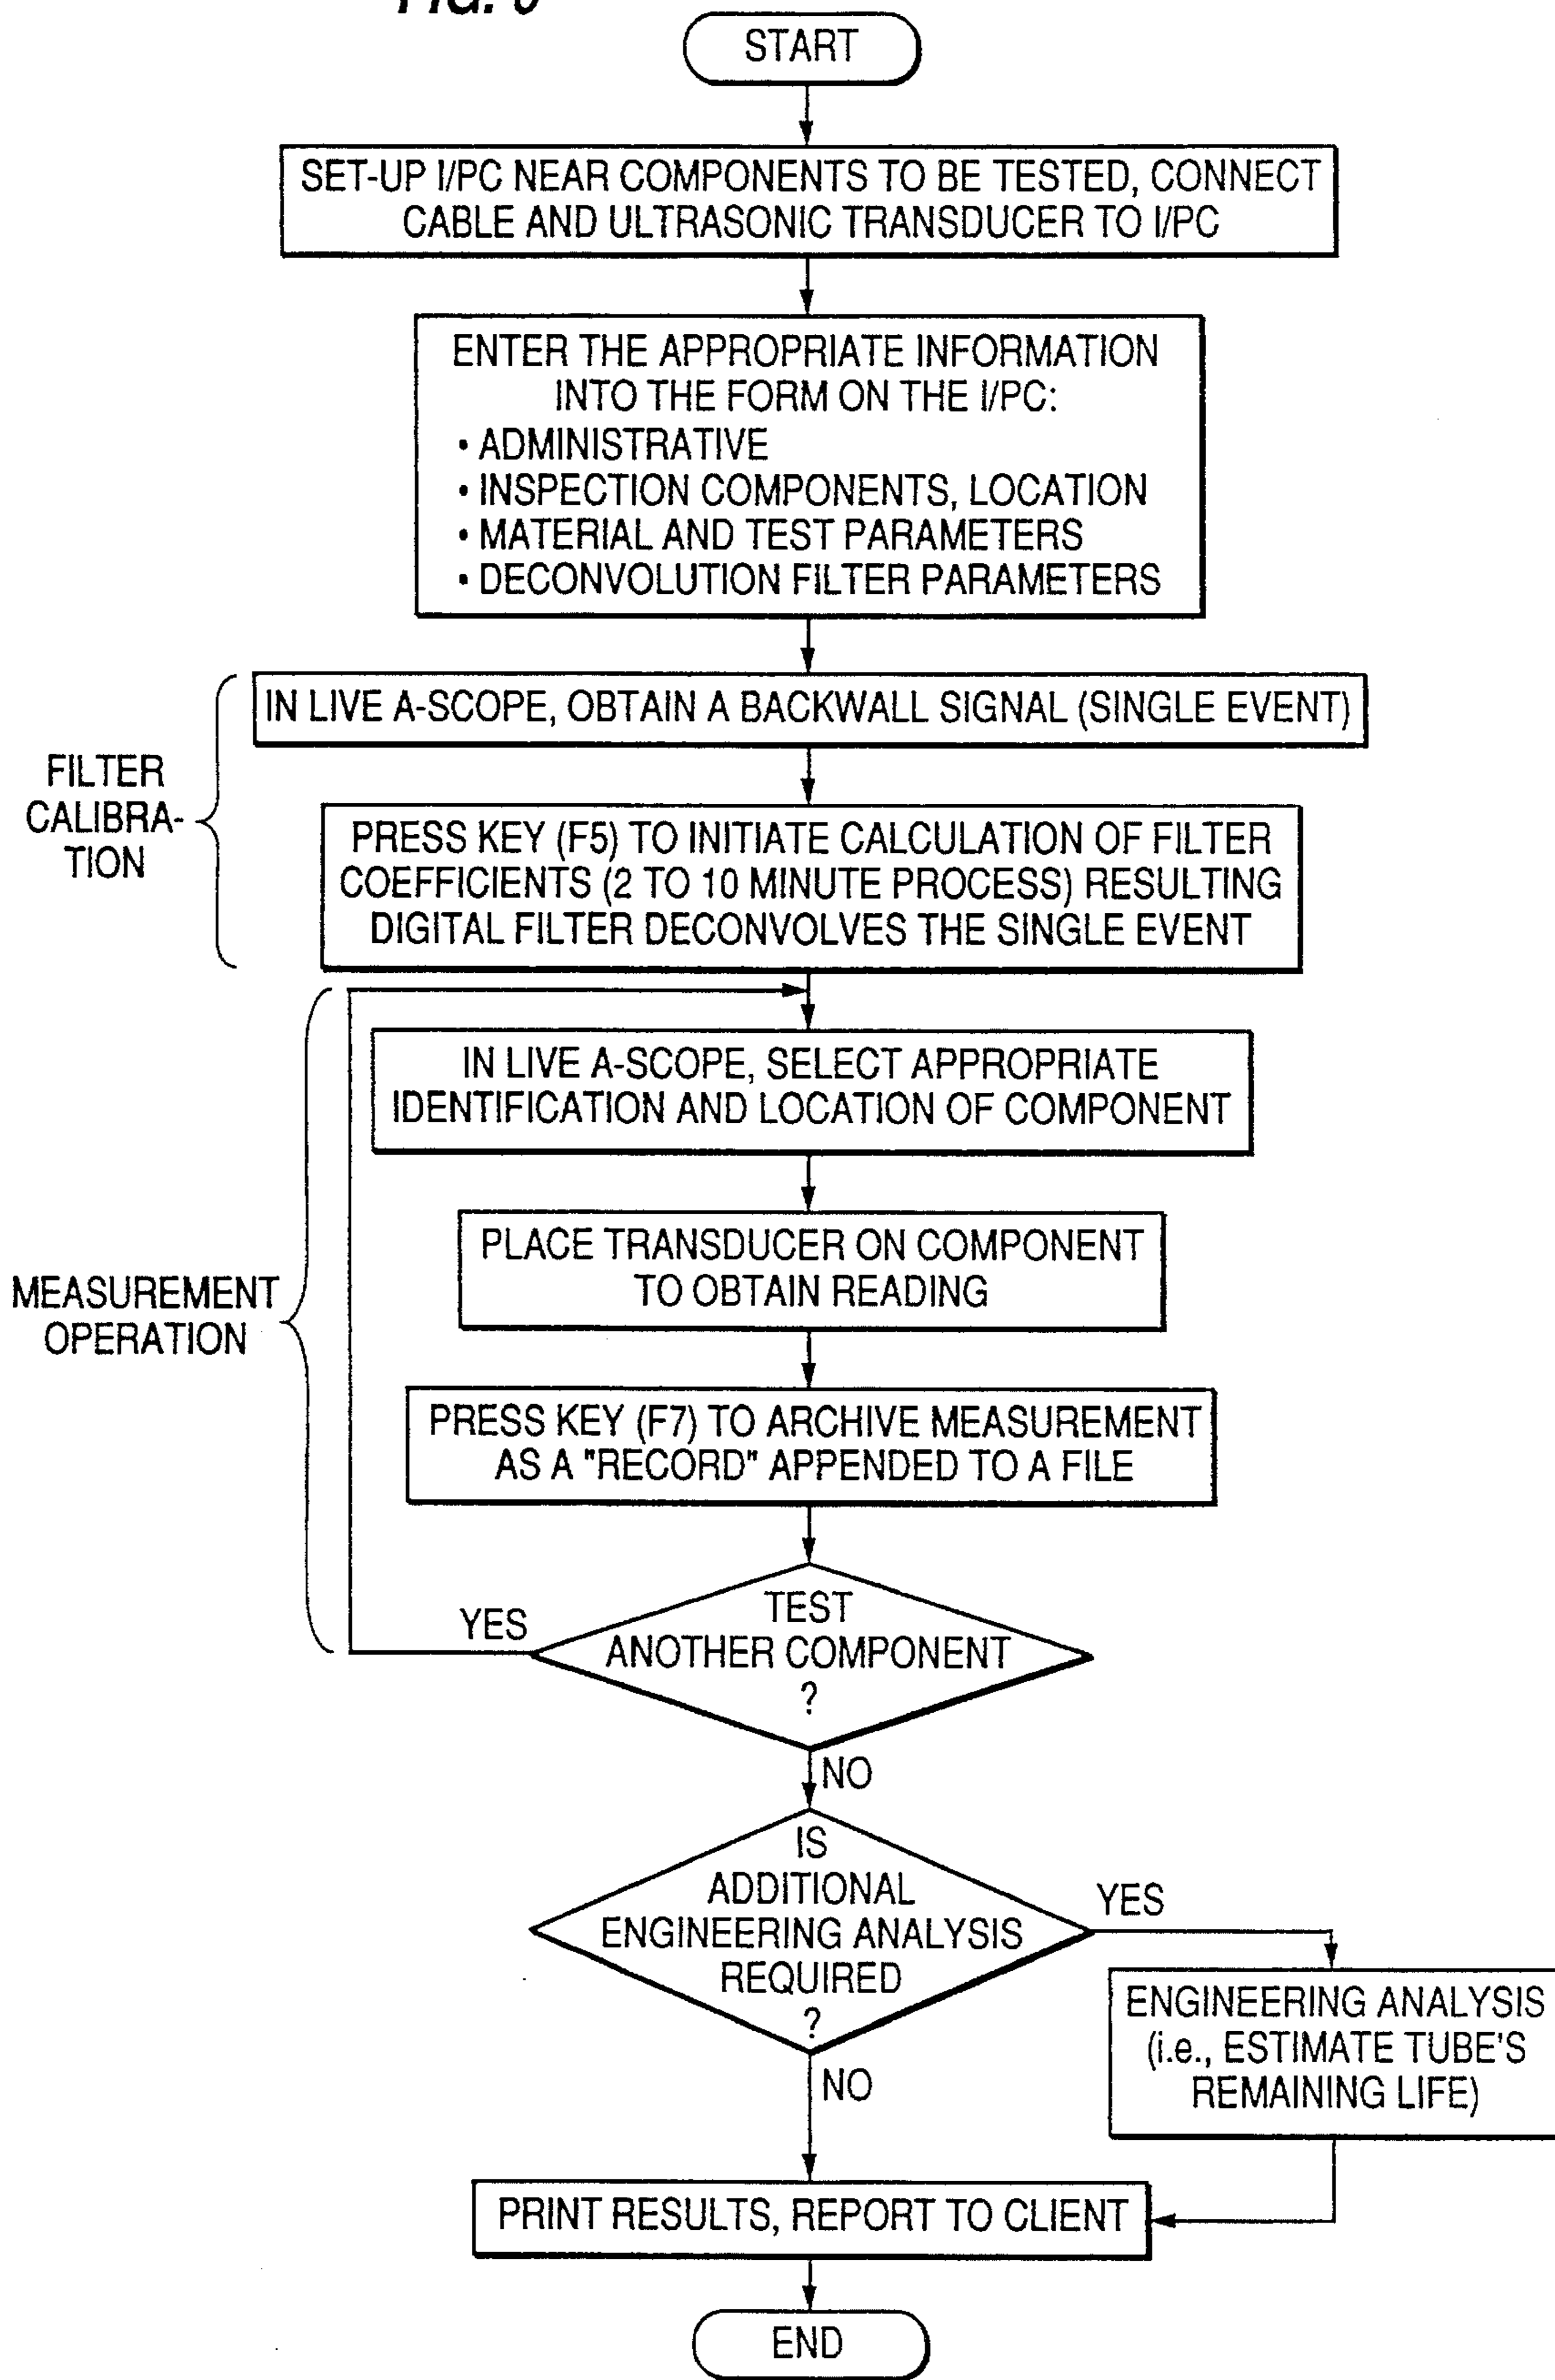 START
SET-UP I/PC NEAR COMPONENTS TO BE TESTED, CONNECT
CABLE AND ULTRASONIC TRANSDUCER TO I/PC
ENTER THE APPROPRIATE INFORMATION
INTO THE FORM ON THE I/PC:
• ADMINISTRATIVE
• INSPECTION COMPONENTS, LOCATION
• MATERIAL AND TEST PARAMETERS
• DECONVOLUTION FILTER PARAMETERS
IN LIVE A-SCOPE, OBTAIN A BACKWALL SIGNAL (SINGLE EVENT)
FILTER
CALIBRA-
TION
PRESS KEY (F5) TO INITIATE CALCULATION OF FILTER
COEFFICIENTS (2 TO 10 MINUTE PROCESS) RESULTING
DIGITAL FILTER DECONVOLVES THE SINGLE EVENT
IN LIVE A-SCOPE, SELECT APPROPRIATE
IDENTIFICATION AND LOCATION OF COMPONENT
PLACE TRANSDUCER ON COMPONENT
TO OBTAIN READING
MEASUREMENT
OPERATION
PRESS KEY (F7) TO ARCHIVE MEASUREMENT
AS A "RECORD" APPENDED TO A FILE
TEST
ANOTHER COMPONENT
?
YES
NO
IS
ADDITIONAL
ENGINEERING ANALYSIS
REQUIRED
?
YES
NO
ENGINEERING ANALYSIS
(i.e., ESTIMATE TUBE'S
REMAINING LIFE)
PRINT RESULTS, REPORT TO CLIENT
END